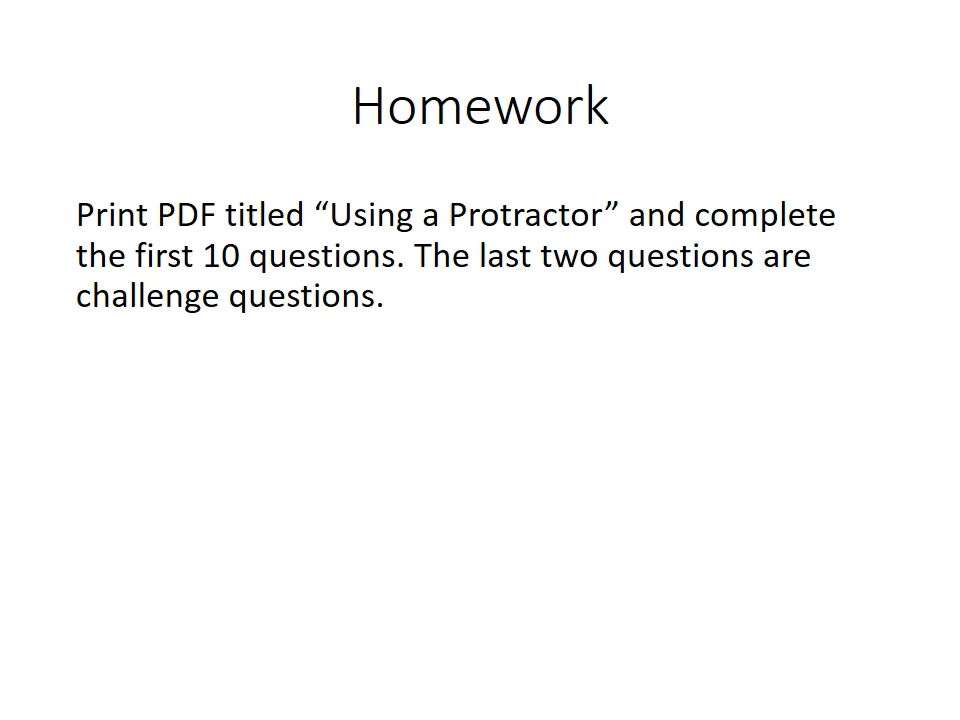 Homework
Print PDF titled “Using a Protractor” and complete
the first 10 questions. The last two questions are
challenge questions.